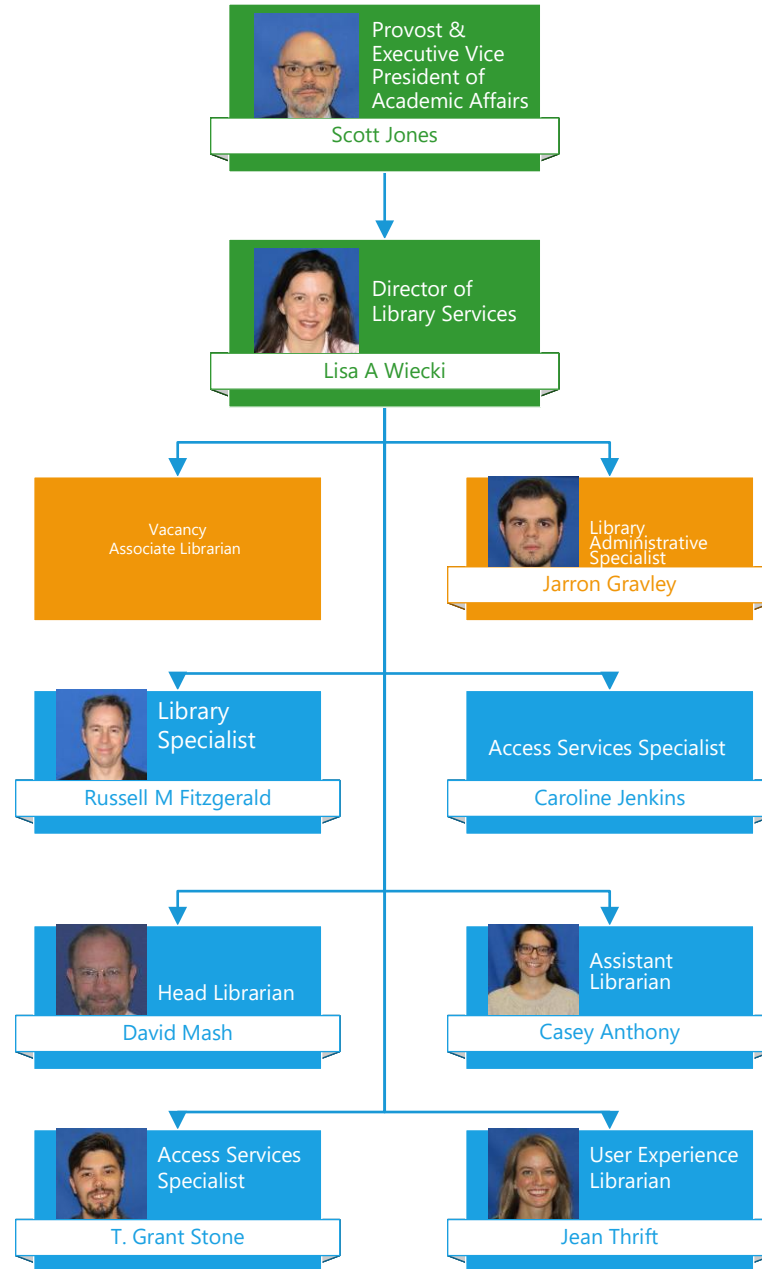 Provost &
Executive Vice
President of
Academic Affairs
Scott Jones
Director of
Library Services
Lisa A Wiecki
Vacancy
Associate Librarian
Library
Administrative
Specialist
Jarron Gravley
Library
Specialist
Russell M Fitzgerald
Access Services Specialist
Caroline Jenkins
Head Librarian
David Mash
Assistant
Librarian
Casey Anthony
Access Services
Specialist
T. Grant Stone
User Experience
Librarian
Jean Thrift